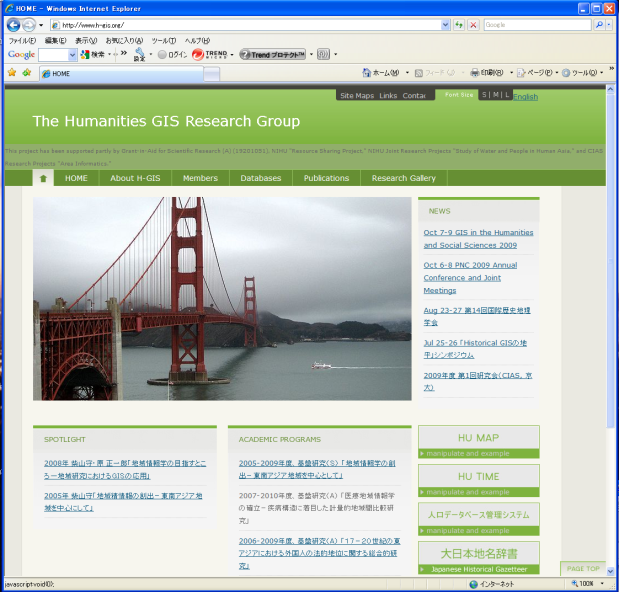 HOME - Windows Internet Explorer
http://www.h-gis.org/
Google
ファイル(F) 編集(E) 表示(V) お気に入り(A) ツール(T) ヘルプ(H)
Google 検索 設定 ログイン TREND MICRO Trend プロテクト
HOME ホーム(M) フィード(J) 印刷(R) ページ(P) ツール(O)
Site Maps Links Contac Font Size S | M | L English
The Humanities GIS Research Group
This project has been supported partly by Grant-in-Aid for Scientific Research (A) (19201051), NIHU "Resource Sharing Project," NIHU Joint Research Projects "Study of Water and People in Human Asia," and CIAS
Research Projects "Area Informatics."
HOME About H-GIS Members Databases Publications Research Gallery
NEWS
Oct 7-9 GIS in the Humanities
and Social Sciences 2009
Oct 6-8 PNC 2009 Annual
Conference and Joint
Meetings
Aug 23-27 第14回国際歴史地理
学会
Jul 25-26 「Historical GISの地
平」シンポジウム
2009年度 第1回研究会（CIAS, 京
大）
SPOTLIGHT
2008年 柴山守・原 正一郎「地域情報学の目指すとこ
ろ－地域研究におけるGISの応用」
2005年 柴山守「地域精情報の創出－東南アジア地
域を中心にして」
ACADEMIC PROGRAMS
2005-2009年度、基盤研究(S) 「地域情報学の創
出－東南アジア地域を中心として」
2007-2010年度、基盤研究(A) 「医療地域情報学
の確立－疾病構造に着目した計量的地域間比較研
究」
2006-2009年度、基盤研究(A) 「17－20世紀の東
アジアにおける外国人の法的地位に関する総合的研
究」
HU MAP
manipulate and example
HU TIME
manipulate and example
人口データベース管理システム
manipulate and example
大日本地名辞書
Japanese Historical Gazetteer
PAGE TOP
javascript:void(0);
インターネット
100%